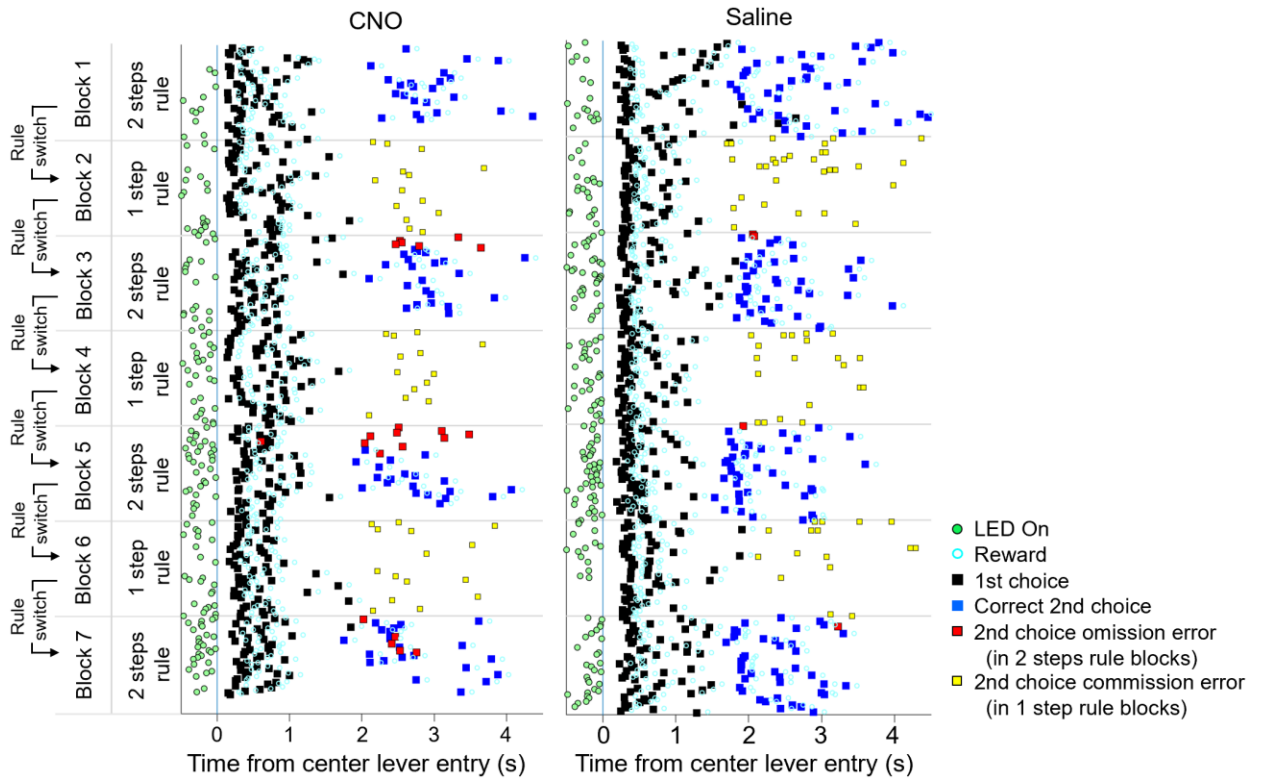 CNO
Saline
Rule
switch
Rule
switch
Rule
switch
Rule
switch
Rule
switch
Rule
switch
Block 1
Block 2
Block 3
Block 4
Block 5
Block 6
Block 7
2 steps
rule
1 step
rule
2 steps
rule
1 step
rule
2 steps
rule
1 step
rule
2 steps
rule
0 1 2 3 4
0 1 2 3 4
Time from center lever entry (s)
Time from center lever entry (s)
LED On
Reward
1st choice
Correct 2nd choice
2nd choice omission error
(in 2 steps rule blocks)
2nd choice commission error
(in 1 step rule blocks)